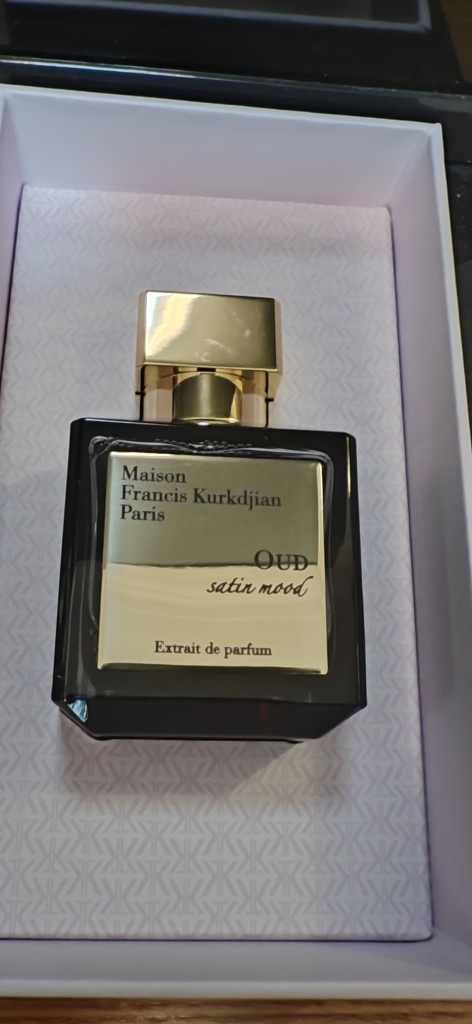 Maison
Francis Kurkdjian
Paris
OUD
satin mood
Extrait de parfum